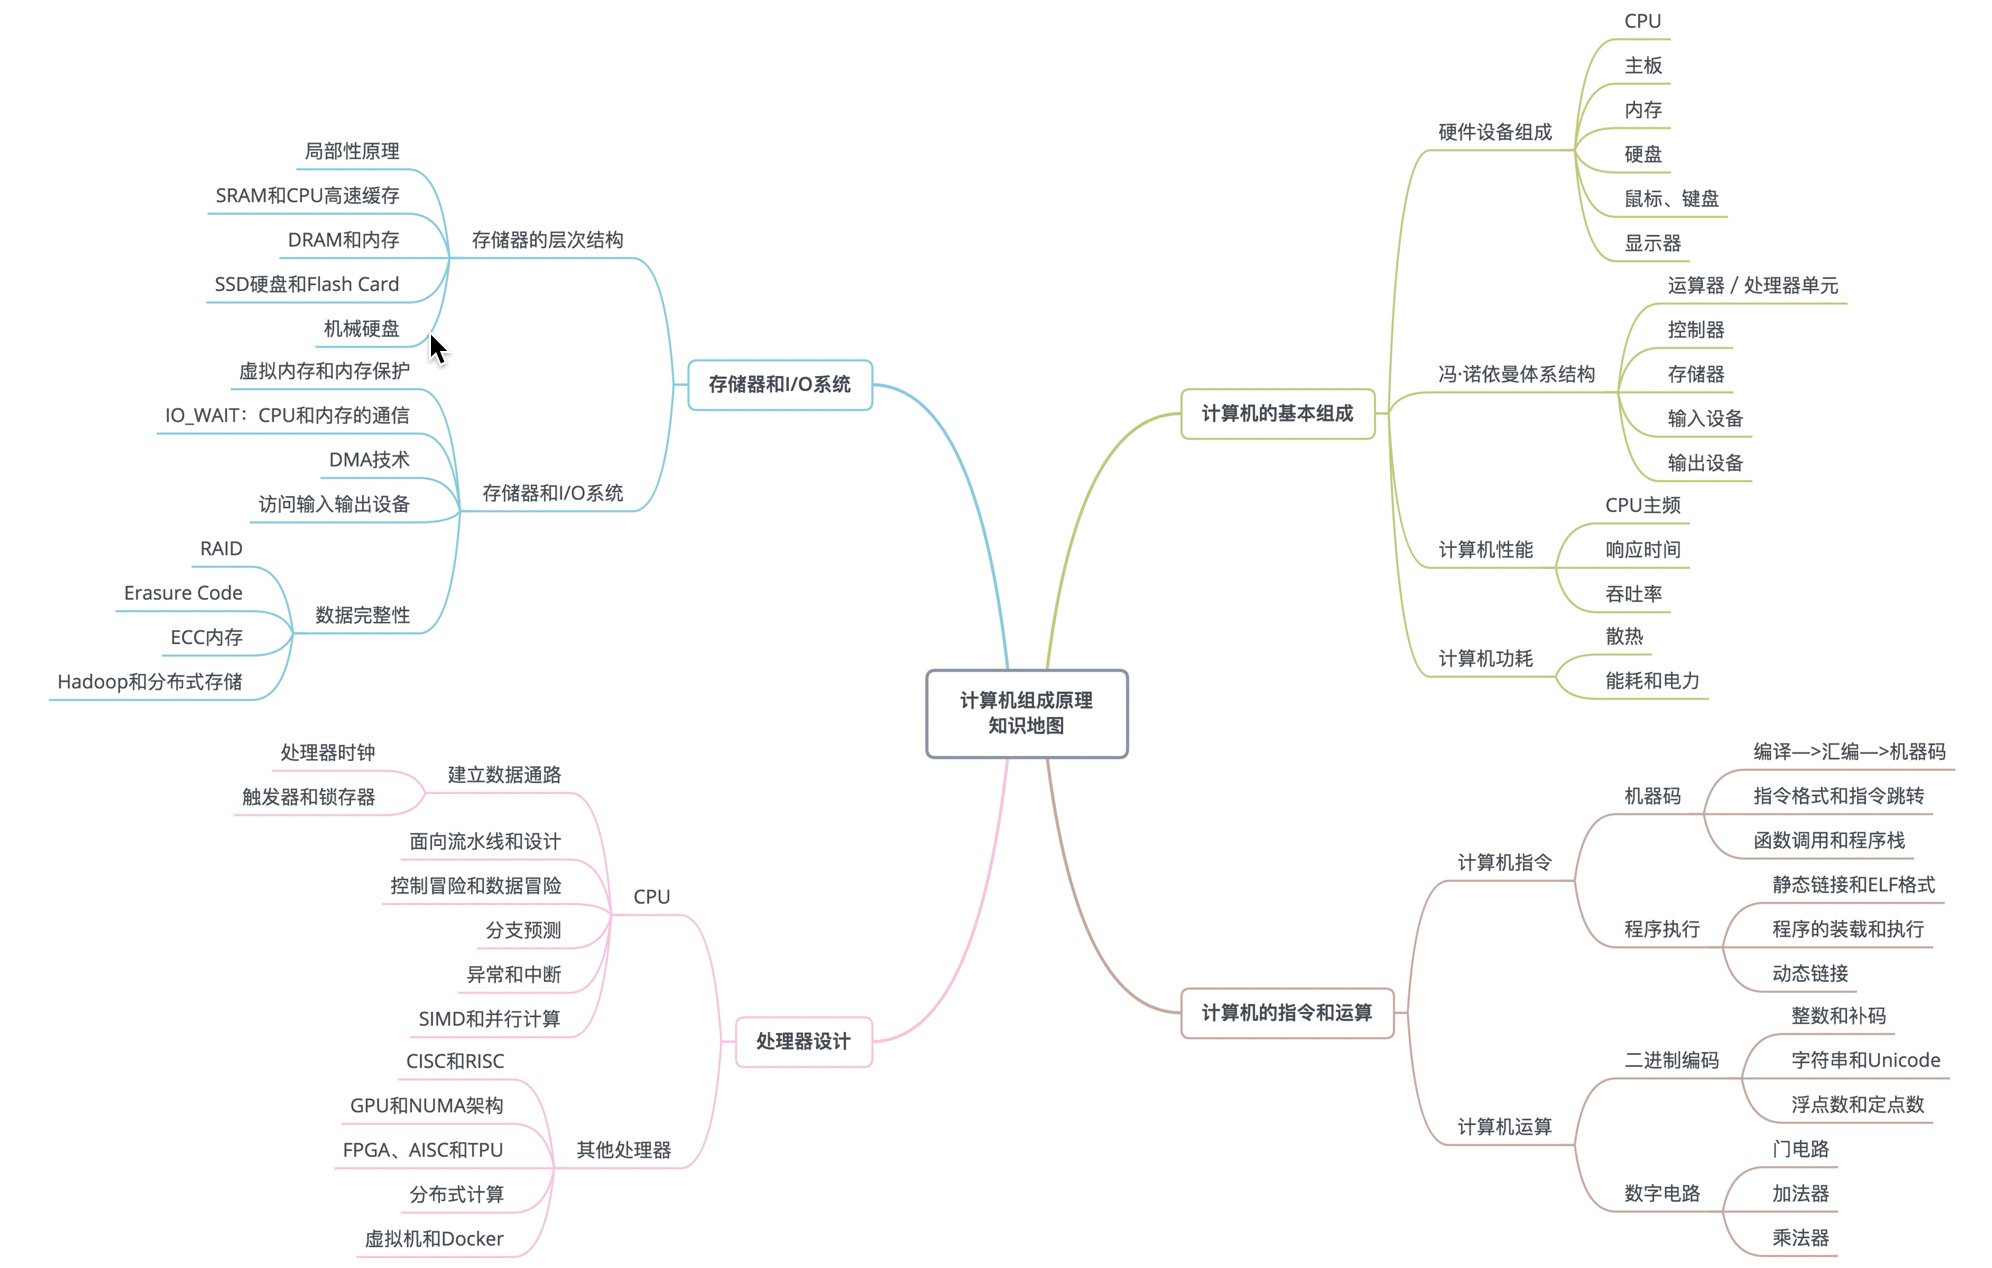 计算机组成原理
知识地图
计算机的基本组成
硬件设备组成
CPU
主板
内存
硬盘
鼠标、键盘
显示器
冯·诺依曼体系结构
运算器 / 处理器单元
控制器
存储器
输入设备
输出设备
计算机性能
CPU主频
响应时间
吞吐率
计算机功耗
散热
能耗和电力
计算机的指令和运算
计算机指令
机器码
编译—>汇编—>机器码
指令格式和指令跳转
函数调用和程序栈
程序执行
静态链接和ELF格式
程序的装载和执行
动态链接
计算机运算
二进制编码
整数和补码
字符串和Unicode
浮点数和定点数
数字电路
门电路
加法器
乘法器
存储器和I/O系统
存储器的层次结构
局部性原理
SRAM和CPU高速缓存
DRAM和内存
SSD硬盘和Flash Card
机械硬盘
存储器和I/O系统
虚拟内存和内存保护
IO_WAIT：CPU和内存的通信
DMA技术
访问输入输出设备
数据完整性
RAID
Erasure Code
ECC内存
Hadoop和分布式存储
处理器设计
CPU
建立数据通路
处理器时钟
触发器和锁存器
面向流水线和设计
控制冒险和数据冒险
分支预测
异常和中断
SIMD和并行计算
其他处理器
CISC和RISC
GPU和NUMA架构
FPGA、AISC和TPU
分布式计算
虚拟机和Docker